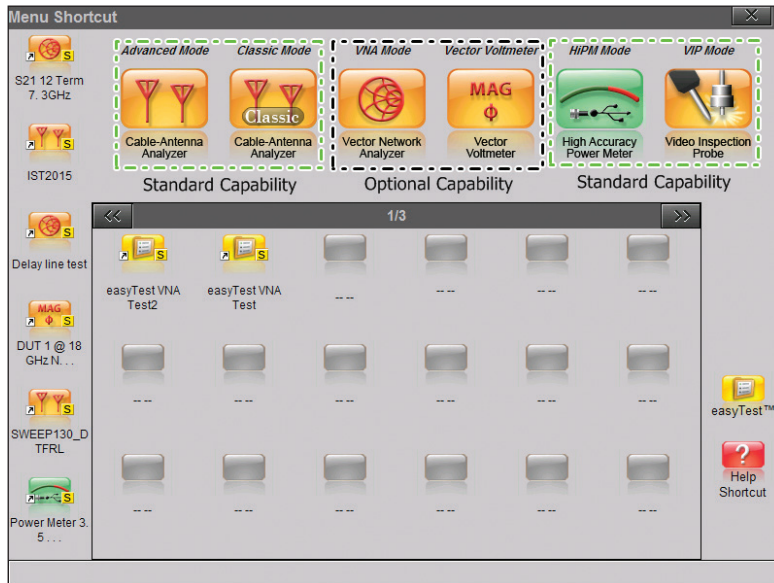 Menu Shortcut
Advanced Mode Classic Mode VNA Mode Vector Voltmeter HiPM Mode VIP Mode
Classic
MAG
Φ
Cable-Antenna Analyzer
Cable-Antenna Analyzer
Vector Network Analyzer
Vector Voltmeter
High Accuracy Power Meter
Video Inspection Probe
Standard Capability Optional Capability Standard Capability
S
S21 12 Term
7. 3GHz
S
IST2015
S
Delay line test
MAG
Φ S
DUT 1 @ 18
GHz N. . .
S
SWEEP130_D
TFRL
S
Power Meter 3.
5 . . .
<< 1/3 >>
S S
easyTest VNA
Test2
easyTest VNA
Test
-- -- -- -- -- -- -- --
-- -- -- -- -- -- -- -- -- -- -- --
-- -- -- -- -- -- -- -- -- -- -- --
easyTest™
?
Help
Shortcut